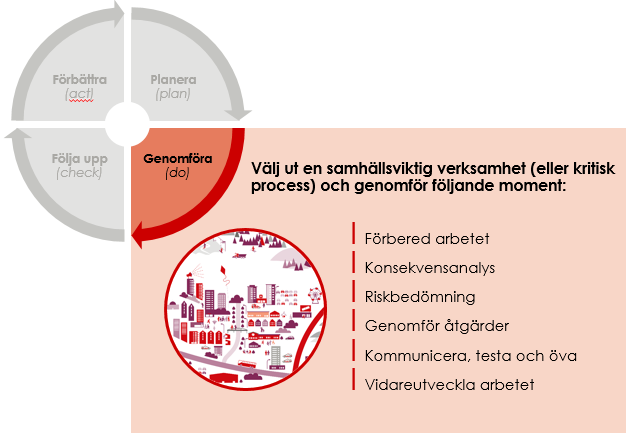 Förbättra
(act)
Planera
(plan)
Följa upp
(check)
Genomföra
(do)
Välj ut en samhällsviktig verksamhet (eller kritisk
process) och genomför följande moment:
Förbered arbetet
Konsekvensanalys
Riskbedömning
Genomför åtgärder
Kommunicera, testa och öva
Vidareutveckla arbetet